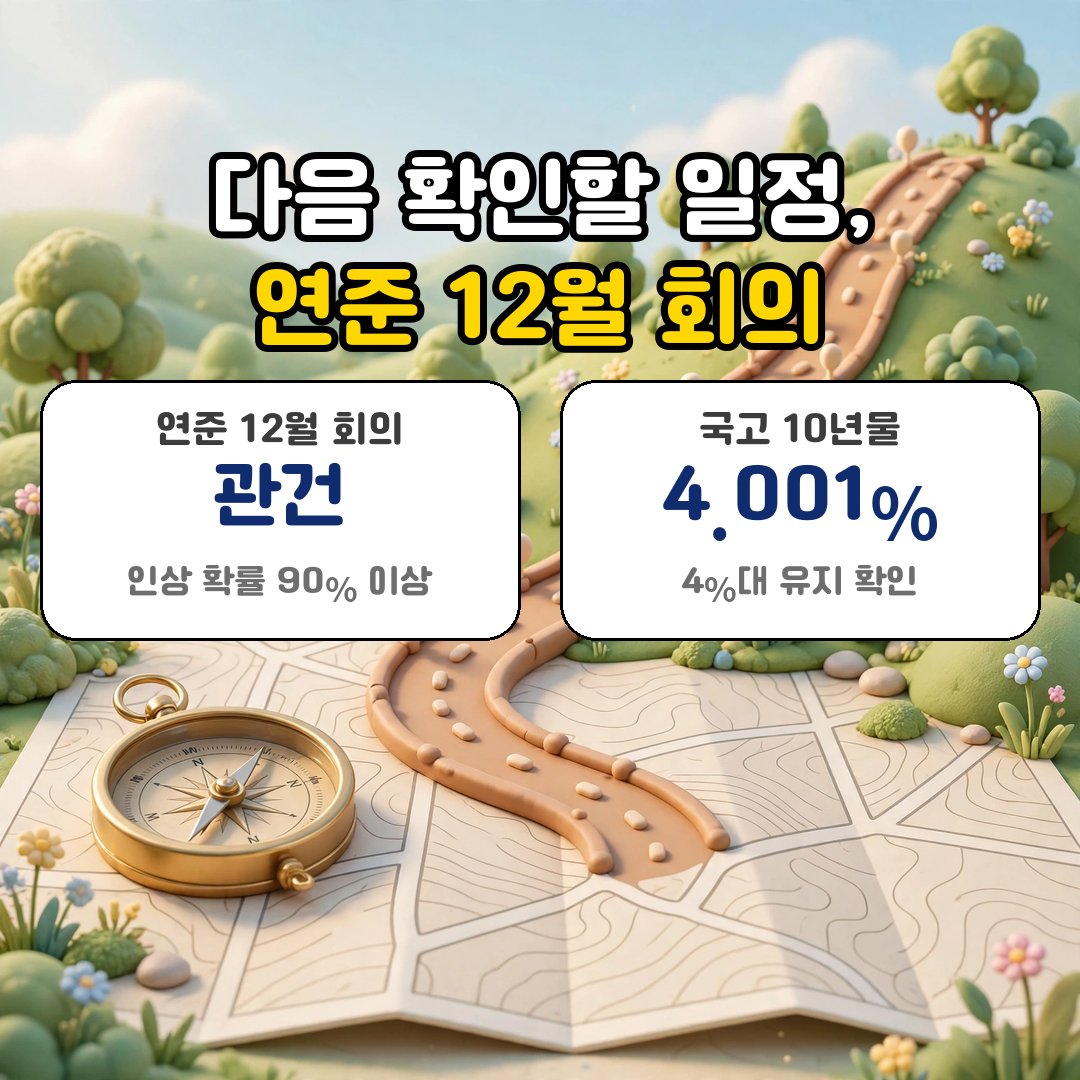 다음 확인할 일정,
연준 12월 회의
연준 12월 회의
관건
인상 확률 90% 이상
국고 10년물
4.001%
4%대 유지 확인